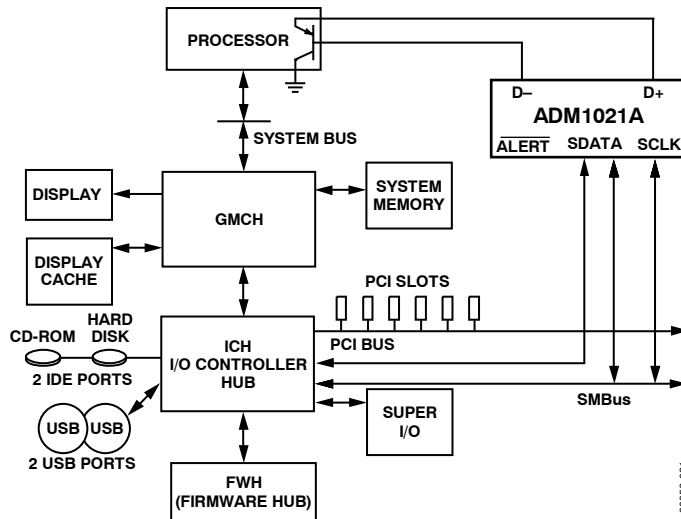 PROCESSOR
D–
D+
ADM1021A
ALERT
SDATA
SCLK
SYSTEM BUS
DISPLAY
GMCH
SYSTEM
MEMORY
DISPLAY
CACHE
PCI SLOTS
HARD
DISK
CD-ROM
ICH
I/O CONTROLLER
HUB
PCI BUS
2 IDE PORTS
SMBus
USB
USB
SUPER
I/O
2 USB PORTS
FWH
(FIRMWARE HUB)